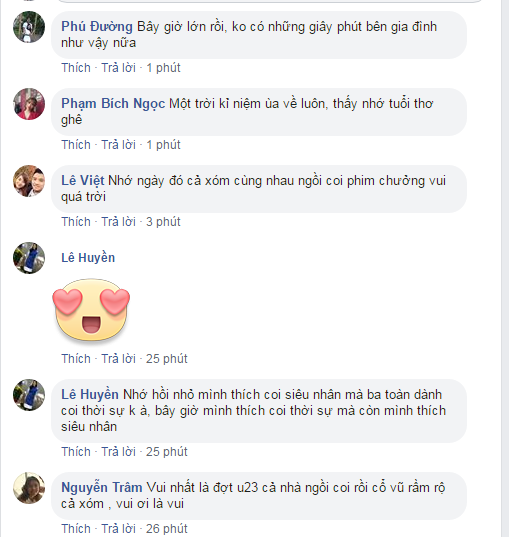 Phú Đường Bây giờ lớn rồi, ko có những giây phút bên gia đình
như vậy nữa
Thích · Trả lời · 1 phút
Phạm Bích Ngọc Một trời kỉ niệm ùa về luôn, thấy nhớ tuổi thơ
ghê
Thích · Trả lời · 1 phút
Lê Việt Nhớ ngày đó cả xóm cùng nhau ngồi coi phim chưởng vui
quá trời
Thích · Trả lời · 3 phút
Lê Huyền
Thích · Trả lời · 25 phút
Lê Huyền Nhớ hồi nhỏ mình thích coi siêu nhân mà ba toàn dành
coi thời sự k à, bây giờ mình thích coi thời sự mà còn mình thích
siêu nhân
Thích · Trả lời · 25 phút
Nguyễn Trâm Vui nhất là đợt u23 cả nhà ngồi coi rồi cổ vũ rầm rộ
cả xóm , vui ơi là vui
Thích · Trả lời · 26 phút